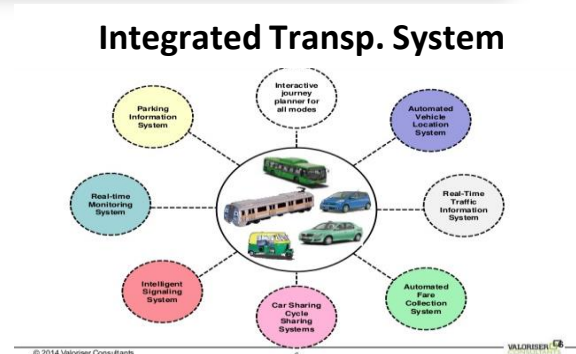 Integrated Transp. System
Interactive
journey
planner for
all modes
Parking
Information
System
Automated
Vehicle
Location
System
Real-time
Monitoring
System
Real-Time
Traffic
Information
System
Intelligent
Signaling
System
Car Sharing
Cycle
Sharing
Systems
Automated
Fare
Collection
System
© 2014 Valoriser Consultants
VALORISER
CONSULTANTS